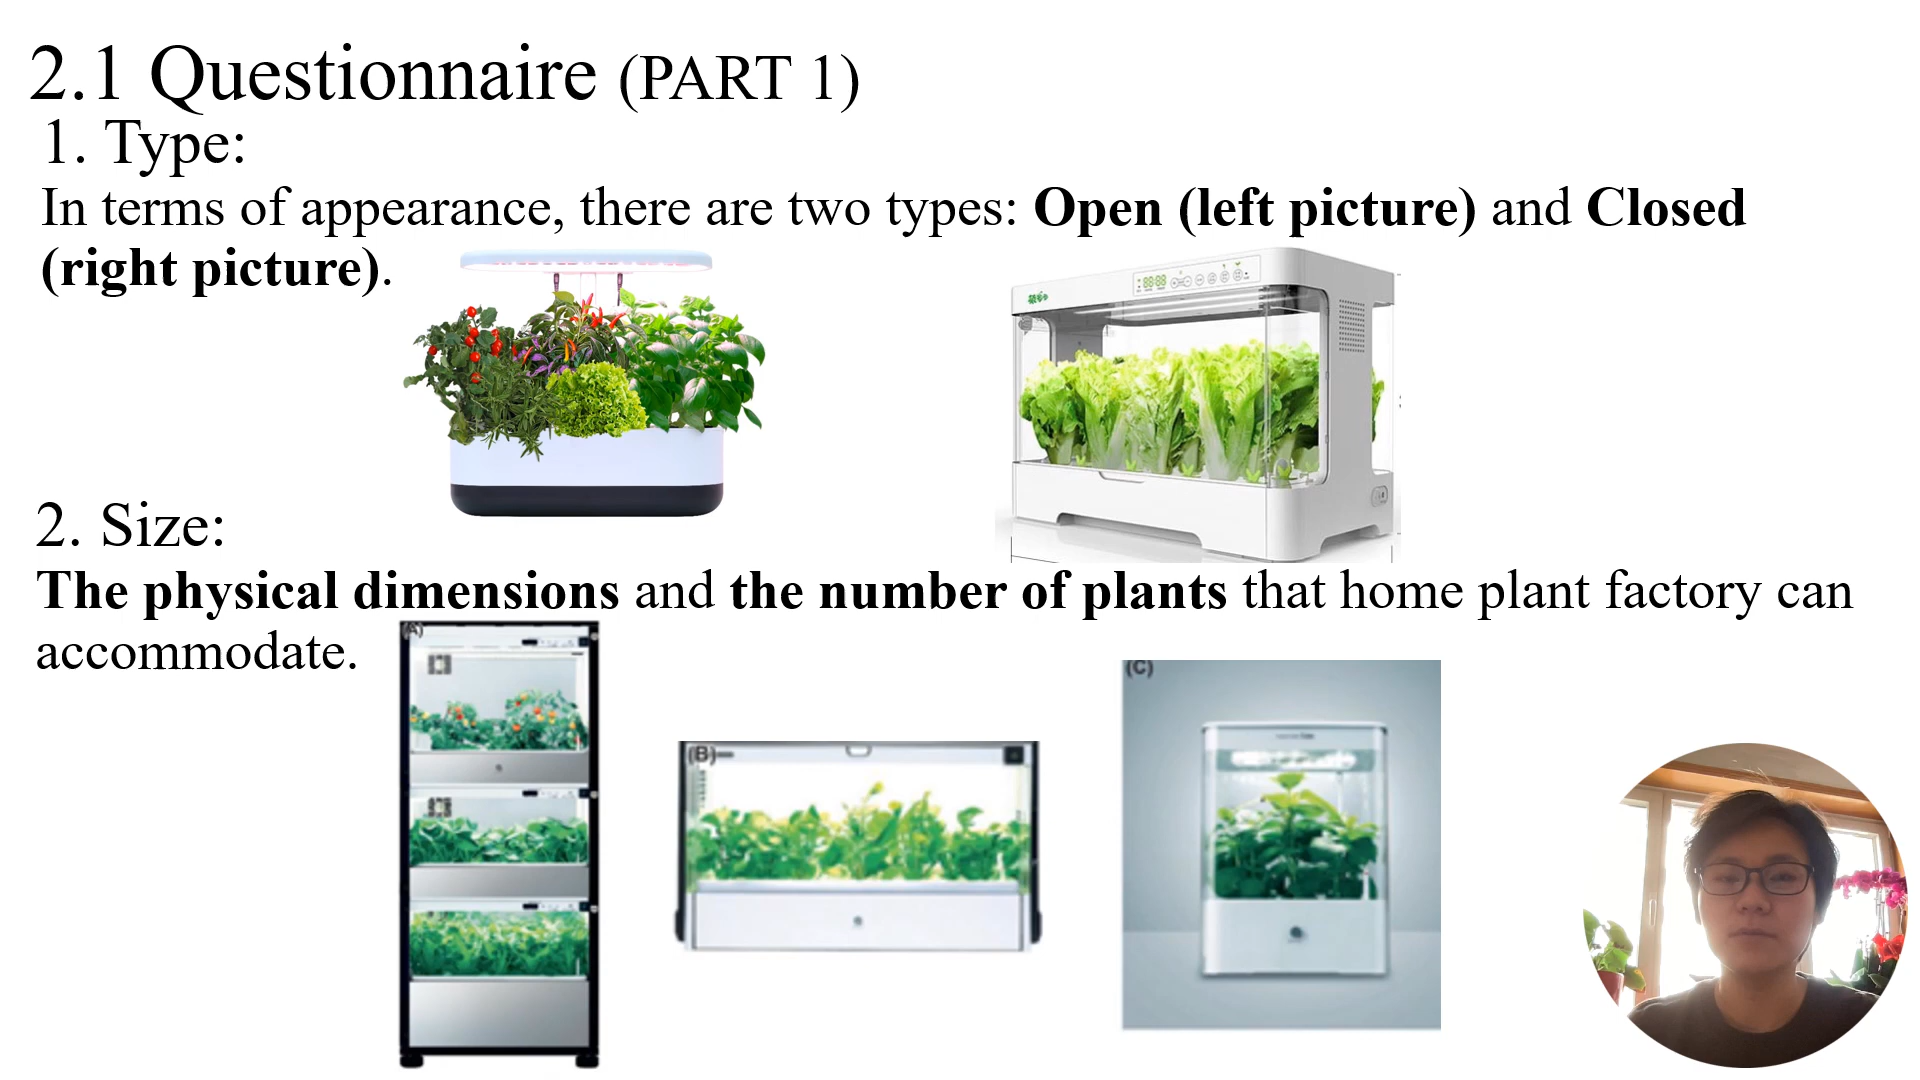 2.1 Questionnaire (PART 1)
1. Type:
In terms of appearance, there are two types: Open (left picture) and Closed
(right picture).
88:88
2. Size:
The physical dimensions and the number of plants that home plant factory can
accommodate.
(A)
(B)
(C)